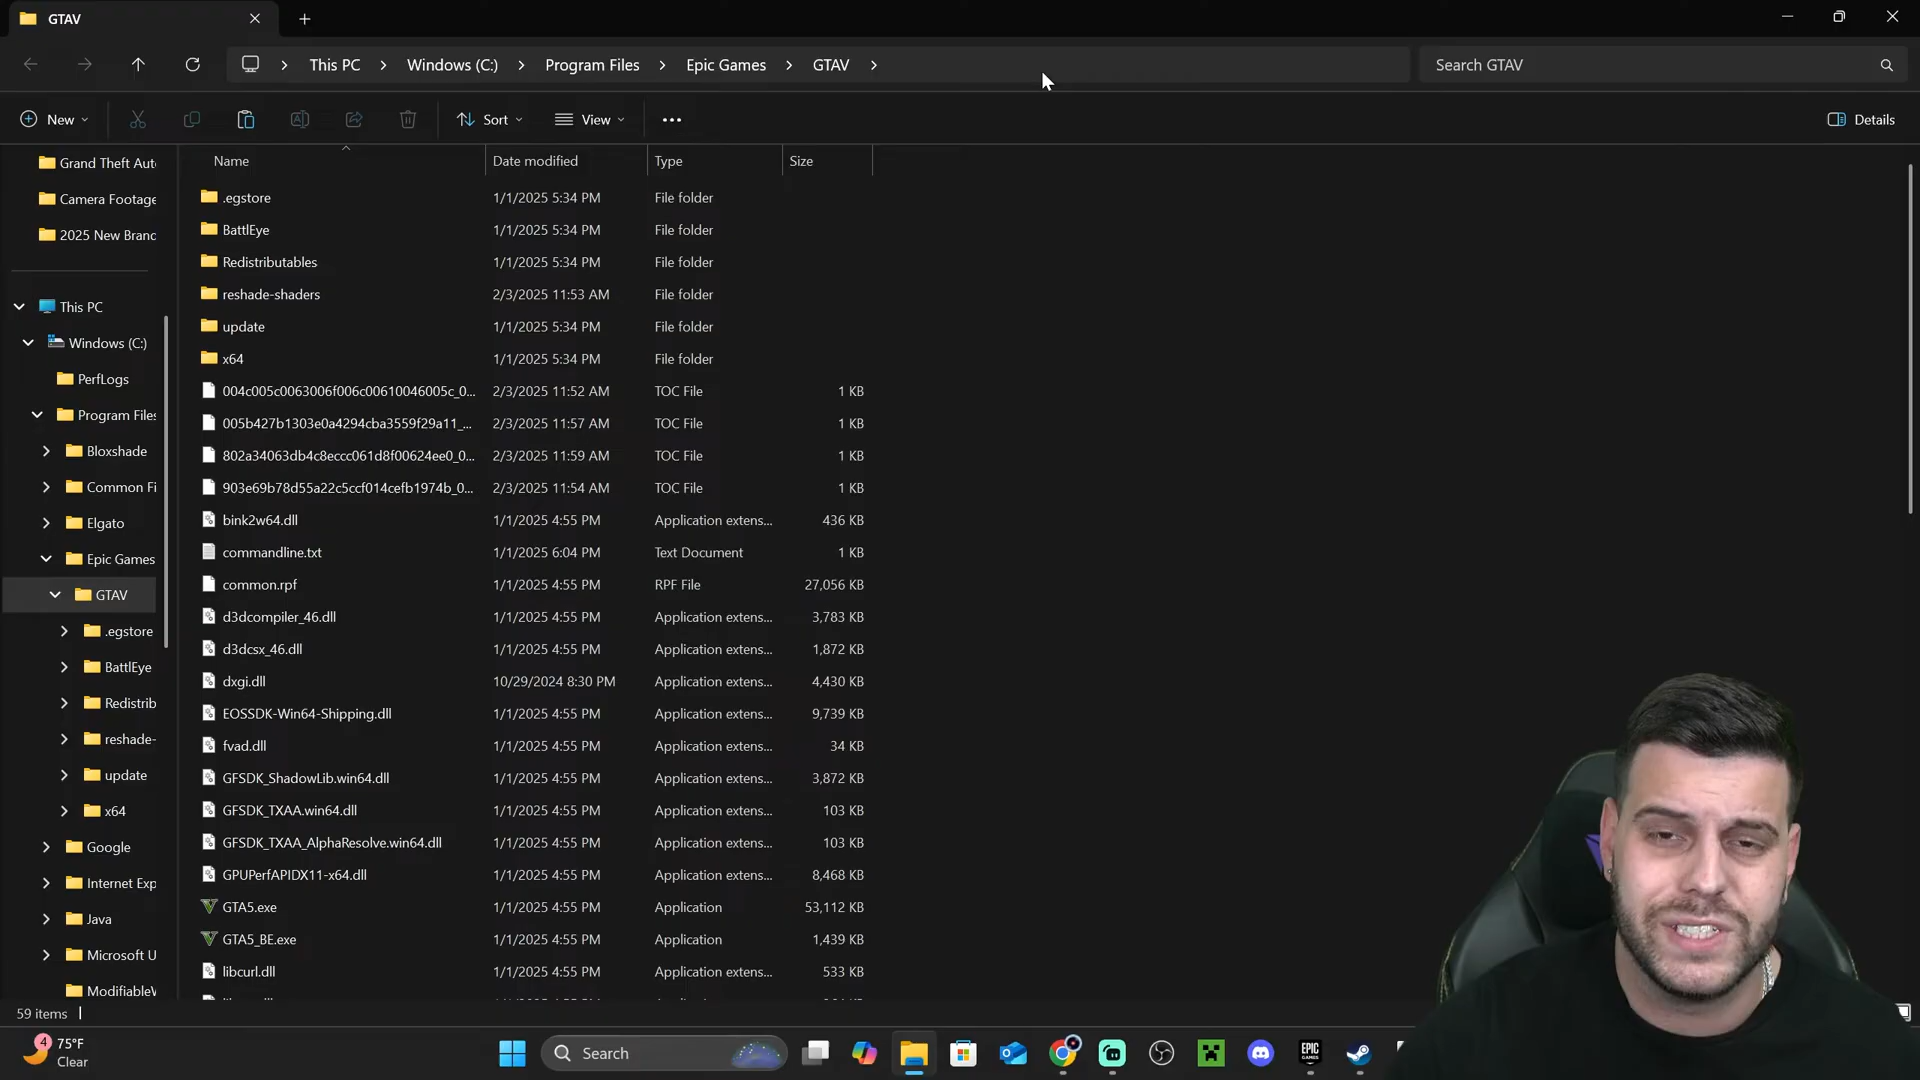 GTAV
This PC > Windows (C:) > Program Files > Epic Games > GTAV >
Search GTAV
New
Sort
View
Details
Name Date modified Type Size
Grand Theft Aut
Camera Footage
2025 New Branc
This PC
Windows (C:)
PerfLogs
Program Files
Bloxshade
Common Fi
Elgato
Epic Games
GTAV
.egstore
BattlEye
Redistrib
reshade-
update
x64
Google
Internet Exp
Java
Microsoft U
.egstore 1/1/2025 5:34 PM File folder
BattlEye 1/1/2025 5:34 PM File folder
Redistributables 1/1/2025 5:34 PM File folder
reshade-shaders 2/3/2025 11:53 AM File folder
update 1/1/2025 5:34 PM File folder
x64 1/1/2025 5:34 PM File folder
004c005c0063006f006c00610046005c_0... 2/3/2025 11:52 AM TOC File 1 KB
005b427b1303e0a4294cba3559f29a11_... 2/3/2025 11:57 AM TOC File 1 KB
802a34063db4c8eccc061d8f00624ee0_0... 2/3/2025 11:59 AM TOC File 1 KB
903e69b78d55a22c5ccf014cefb1974b_0... 2/3/2025 11:54 AM TOC File 1 KB
bink2w64.dll 1/1/2025 4:55 PM Application extens... 436 KB
commandline.txt 1/1/2025 6:04 PM Text Document 1 KB
common.rpf 1/1/2025 4:55 PM RPF File 27,056 KB
d3dcompiler_46.dll 1/1/2025 4:55 PM Application extens... 3,783 KB
d3dcsx_46.dll 1/1/2025 4:55 PM Application extens... 1,872 KB
dxgi.dll 10/29/2024 8:30 PM Application extens... 4,430 KB
EOSSDK-Win64-Shipping.dll 1/1/2025 4:55 PM Application extens... 9,739 KB
fvad.dll 1/1/2025 4:55 PM Application extens... 34 KB
GFSDK_ShadowLib.win64.dll 1/1/2025 4:55 PM Application extens... 3,872 KB
GFSDK_TXAA.win64.dll 1/1/2025 4:55 PM Application extens... 103 KB
GFSDK_TXAA_AlphaResolve.win64.dll 1/1/2025 4:55 PM Application extens... 103 KB
GPUPerfAPIDX11-x64.dll 1/1/2025 4:55 PM Application extens... 8,468 KB
GTA5.exe 1/1/2025 4:55 PM Application 53,112 KB
GTA5_BE.exe 1/1/2025 4:55 PM Application 1,439 KB
libcurl.dll 1/1/2025 4:55 PM Application extens... 533 KB
59 items
4
75°F
Clear
Search
EPIC
GAMES